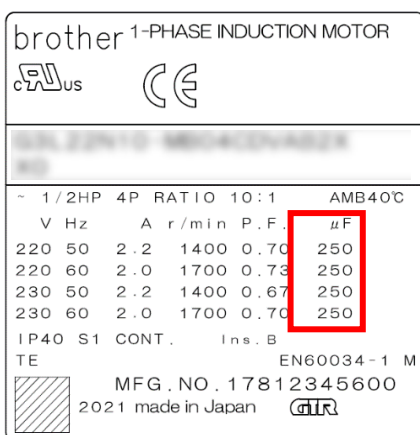 brother 1-PHASE INDUCTION MOTOR
c RU us CE
~ 1/2HP 4P RATIO 10:1 AMB40℃
V Hz A r/min P.F. μF
220 50 2.2 1400 0.70 250
220 60 2.0 1700 0.73 250
230 50 2.2 1400 0.67 250
230 60 2.0 1700 0.70 250
IP40 S1 CONT. Ins.B
TE EN60034-1 M
MFG.NO.17812345600
2021 made in Japan GTR